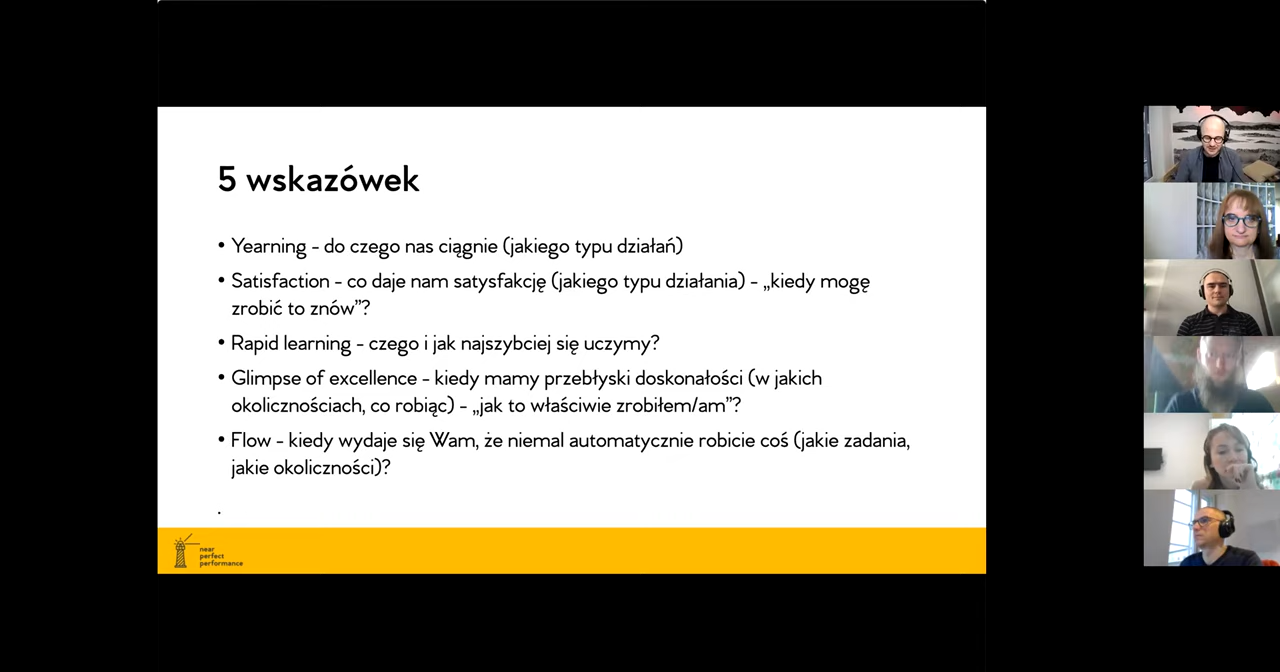 5 wskazówek
• Yearning - do czego nas ciągnie (jakiego typu działań)
• Satisfaction - co daje nam satysfakcję (jakiego typu działania) - „kiedy mogę
zrobić to znów”?
• Rapid learning - czego i jak najszybciej się uczymy?
• Glimpse of excellence - kiedy mamy przebłyski doskonałości (w jakich
okolicznościach, co robiąc) - „jak to właściwie zrobiłem/am”?
• Flow - kiedy wydaje się Wam, że niemal automatycznie robicie coś (jakie zadania,
jakie okoliczności)?
.
near
perfect
performance